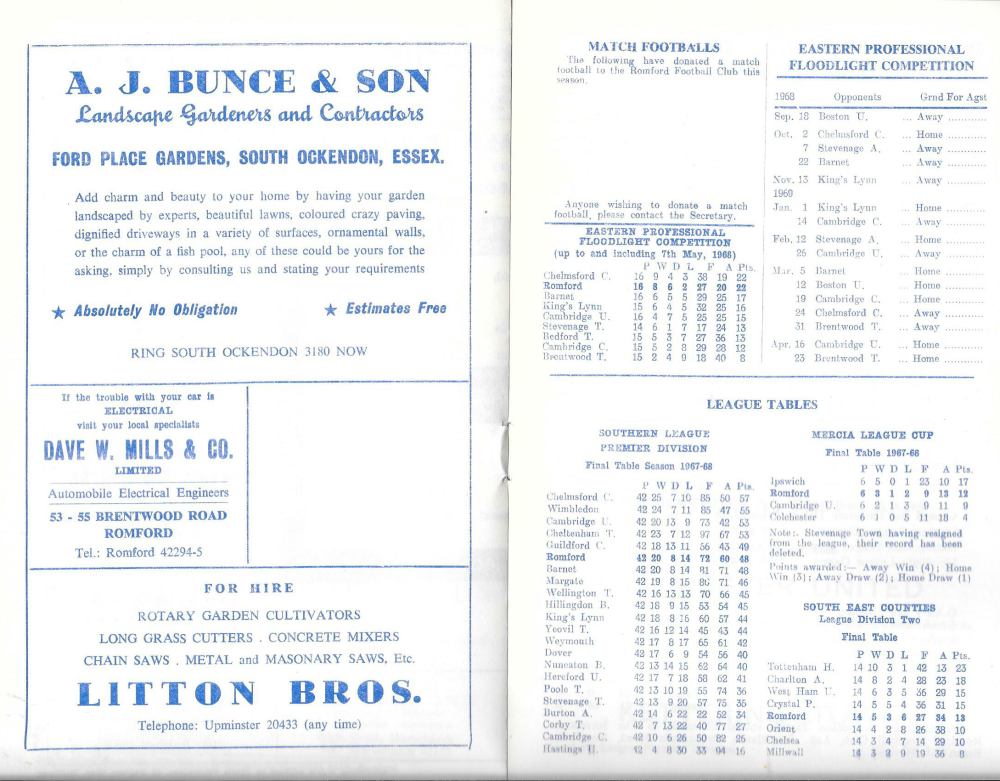 A. J. BUNCE & SON
Landscape Gardeners and Contractors
FORD PLACE GARDENS, SOUTH OCKENDON, ESSEX.
Add charm and beauty to your home by having your garden
landscaped by experts, beautiful lawns, coloured crazy paving,
dignified driveways in a variety of surfaces, ornamental walls,
or the charm of a fish pool, any of these could be yours for the
asking, simply by consulting us and stating your requirements
★ Absolutely No Obligation ★ Estimates Free
RING SOUTH OCKENDON 3180 NOW
If the trouble with your car is
ELECTRICAL
visit your local specialists
DAVE W. MILLS & CO.
LIMITED
Automobile Electrical Engineers
53 - 55 BRENTWOOD ROAD
ROMFORD
Tel.: Romford 42294-5
FOR HIRE
ROTARY GARDEN CULTIVATORS
LONG GRASS CUTTERS . CONCRETE MIXERS
CHAIN SAWS . METAL and MASONARY SAWS, Etc.
LITTON BROS.
Telephone: Upminster 20433 (any time)
MATCH FOOTBALLS
The following have donated a match
football to the Romford Football Club this
season.
Anyone wishing to donate a match
football, please contact the Secretary.
EASTERN PROFESSIONAL
FLOODLIGHT COMPETITION
(up to and including 7th May, 1968)
P W D L F A Pts.
Chelmsford C. 16 9 4 3 38 19 22
Romford 16 8 6 2 27 20 22
Barnet 16 6 5 5 29 25 17
King's Lynn 15 6 4 5 32 25 16
Cambridge U. 16 4 7 5 25 25 15
Stevenage T. 14 6 1 7 17 24 13
Bedford T. 15 5 3 7 27 36 13
Cambridge C. 15 5 2 8 29 28 12
Brentwood T. 15 2 4 9 18 40 8
EASTERN PROFESSIONAL
FLOODLIGHT COMPETITION
1968 Opponents Grnd For Agst
Sep. 18 Boston U. ... Away ............
Oct. 2 Chelmsford C. ... Home ............
7 Stevenage A. ... Away ............
22 Barnet ... Away ............
Nov. 13 King's Lynn ... Away ............
1969
Jan. 1 King's Lynn ... Home ............
14 Cambridge C. ... Away ............
Feb. 12 Stevenage A. ... Home ............
26 Cambridge U. ... Away ............
Mar. 5 Barnet ... Home ............
12 Boston U. ... Home ............
19 Cambridge C. ... Home ............
24 Chelmsford C. ... Away ............
31 Brentwood T. ... Away ............
Apr. 16 Cambridge U. ... Home ............
23 Brentwood T. ... Home ............
LEAGUE TABLES
SOUTHERN LEAGUE
PREMIER DIVISION
Final Table Season 1967-68
P W D L F A Pts.
Chelmsford C. 42 25 7 10 85 50 57
Wimbledon 42 24 7 11 85 47 55
Cambridge U. 42 20 13 9 73 42 53
Cheltenham T. 42 23 7 12 97 67 53
Guildford C. 42 18 13 11 56 43 49
Romford 42 20 8 14 72 60 48
Barnet 42 20 8 14 81 71 48
Margate 42 19 8 15 80 71 46
Wellington T. 42 16 13 13 70 66 45
Hillingdon B. 42 18 9 15 53 54 45
King's Lynn 42 18 8 16 60 57 44
Yeovil T. 42 16 12 14 45 43 44
Weymouth 42 17 8 17 65 61 42
Dover 42 17 6 9 54 56 40
Nuneaton B. 42 13 14 15 62 64 40
Hereford U. 42 17 7 18 58 62 41
Poole T. 42 13 10 19 55 74 36
Stevenage T. 42 13 9 20 57 75 35
Burton A. 42 14 6 22 22 52 34
Corby T. 42 7 13 22 40 77 27
Cambridge C. 42 10 6 26 50 82 26
Hastings U. 42 4 8 30 33 94 16
MERCIA LEAGUE CUP
Final Table 1967-68
P W D L F A Pts.
Ipswich 6 5 0 1 23 10 17
Romford 6 3 1 2 9 13 12
Cambridge U. 6 2 1 3 9 11 9
Colchester 6 1 0 5 11 18 4
Note:. Stevenage Town having resigned
from the league, their record has been
deleted.
Points awarded:— Away Win (4); Home
Win (3); Away Draw (2); Home Draw (1)
SOUTH EAST COUNTIES
League Division Two
Final Table
P W D L F A Pts.
Tottenham H. 14 10 3 1 42 13 23
Charlton A. 14 8 2 4 28 23 18
West Ham U. 14 6 3 5 36 29 15
Crystal P. 14 5 5 4 36 31 15
Romford 14 5 3 6 27 34 13
Orient 14 4 2 8 26 38 10
Chelsea 14 3 4 7 14 29 10
Millwall 14 3 2 9 19 36 8